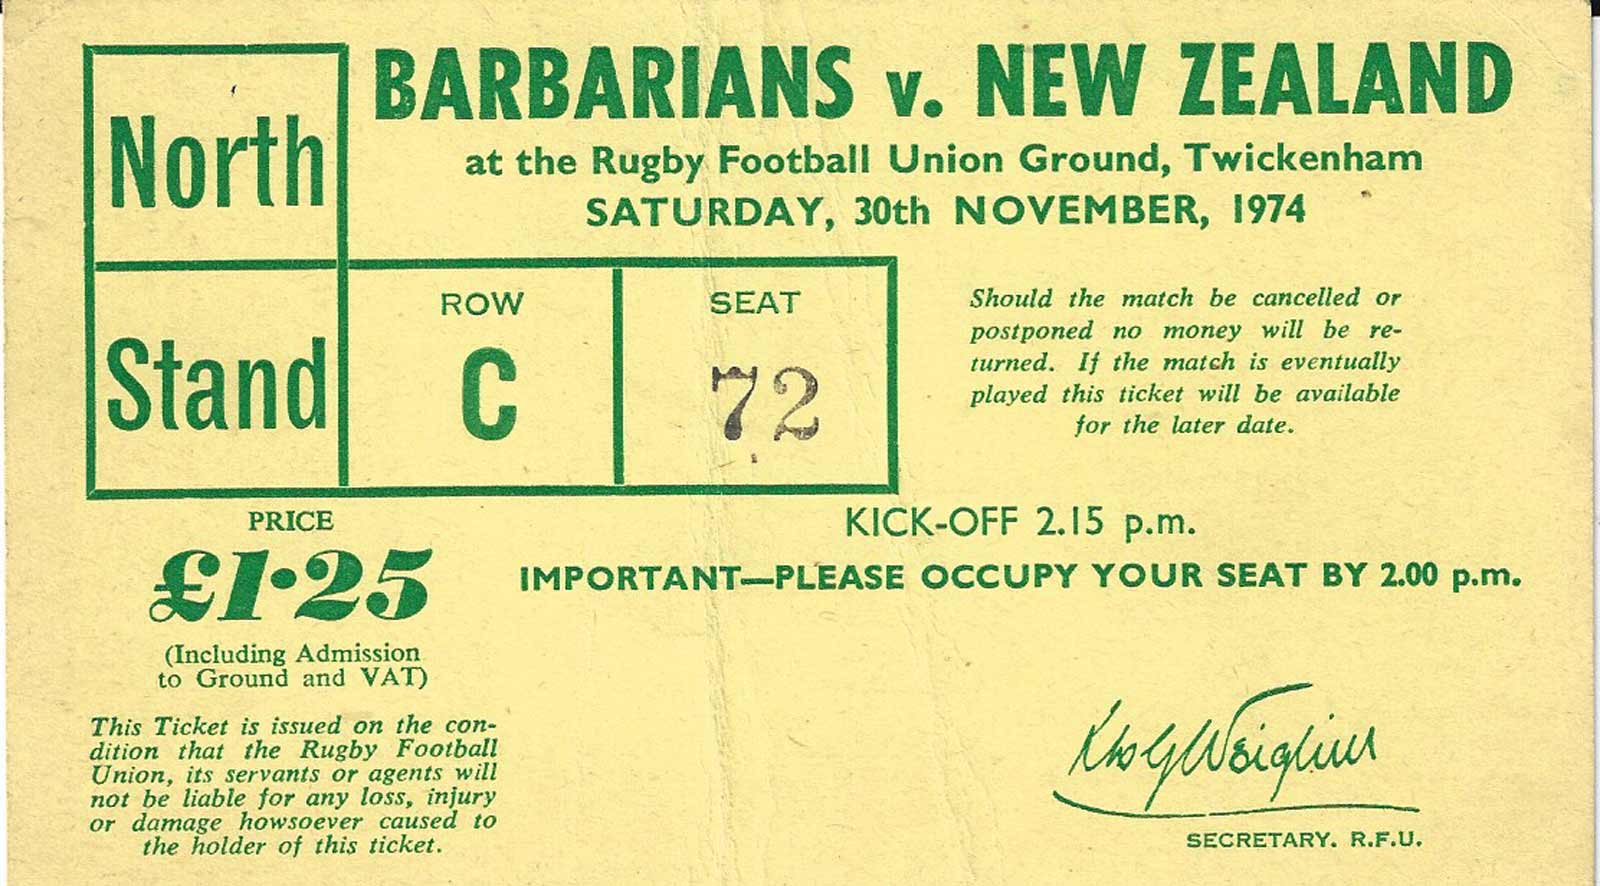 BARBARIANS v. NEW ZEALAND
at the Rugby Football Union Ground, Twickenham
SATURDAY, 30th NOVEMBER, 1974
North
Stand
ROW
C
SEAT
72
Should the match be cancelled or
postponed no money will be re-
turned. If the match is eventually
played this ticket will be available
for the later date.
PRICE
£1·25
(Including Admission
to Ground and VAT)
KICK-OFF 2.15 p.m.
IMPORTANT—PLEASE OCCUPY YOUR SEAT BY 2.00 p.m.
This Ticket is issued on the con-
dition that the Rugby Football
Union, its servants or agents will
not be liable for any loss, injury
or damage howsoever caused to
the holder of this ticket.
SECRETARY. R.F.U.